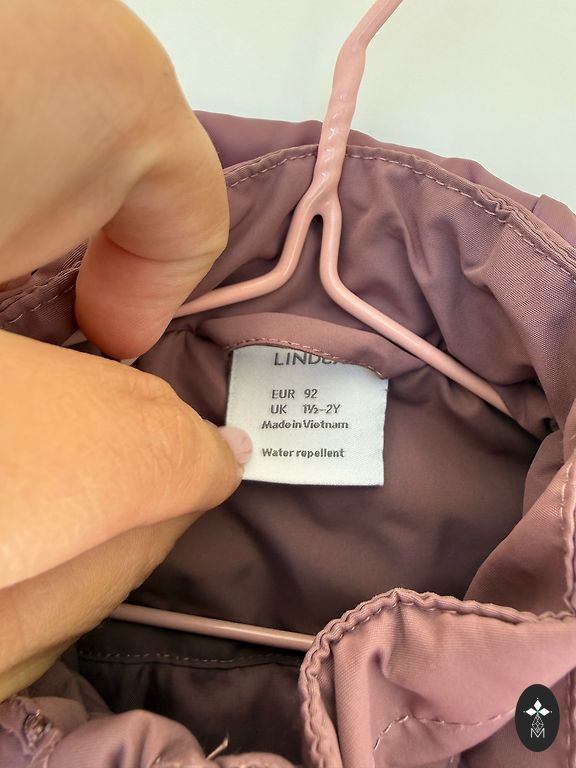 EUR 92
UK 1½–2Y
Made in Vietnam
Water repellent
M